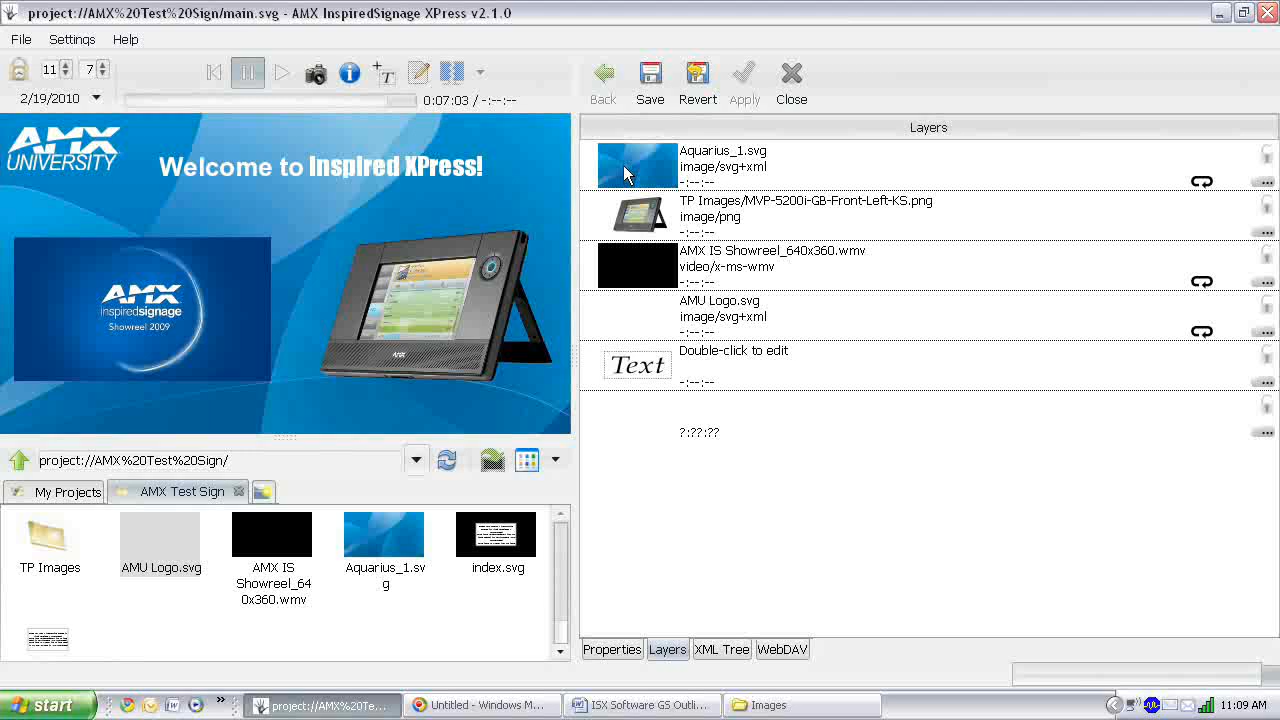 project://AMX%20Test%20Sign/main.svg - AMX InspiredSignage XPress v2.1.0
File Settings Help
11 7
2/19/2010
0:07:03 / -:--:--
T
Back Save Revert Apply Close
Layers
AMX
UNIVERSITY
Welcome to Inspired XPress!
AMX
inspiredsignage
Showreel 2009
AMX
Aquarius_1.svg
image/svg+xml
-:--:--
...
TP Images/MVP-5200i-GB-Front-Left-KS.png
image/png
-:--:--
...
AMX IS Showreel_640x360.wmv
video/x-ms-wmv
-:--:--
...
AMU Logo.svg
image/svg+xml
-:--:--
...
Text
Double-click to edit
-:--:--
...
?:??:??
...
project://AMX%20Test%20Sign/
My Projects AMX Test Sign
TP Images
AMU Logo.svg
AMX IS
Showreel_64
0x360.wmv
Aquarius_1.sv
g
index.svg
Properties Layers XML Tree WebDAV
start
project://AMX%20Te...
Untitled - Windows M...
ISX Software GS Outli...
Images
11:09 AM